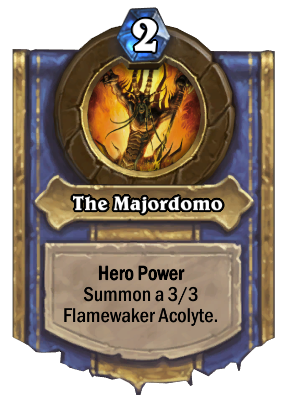 2
The Majordomo
Hero Power
Summon a 3/3
Flamewaker Acolyte.